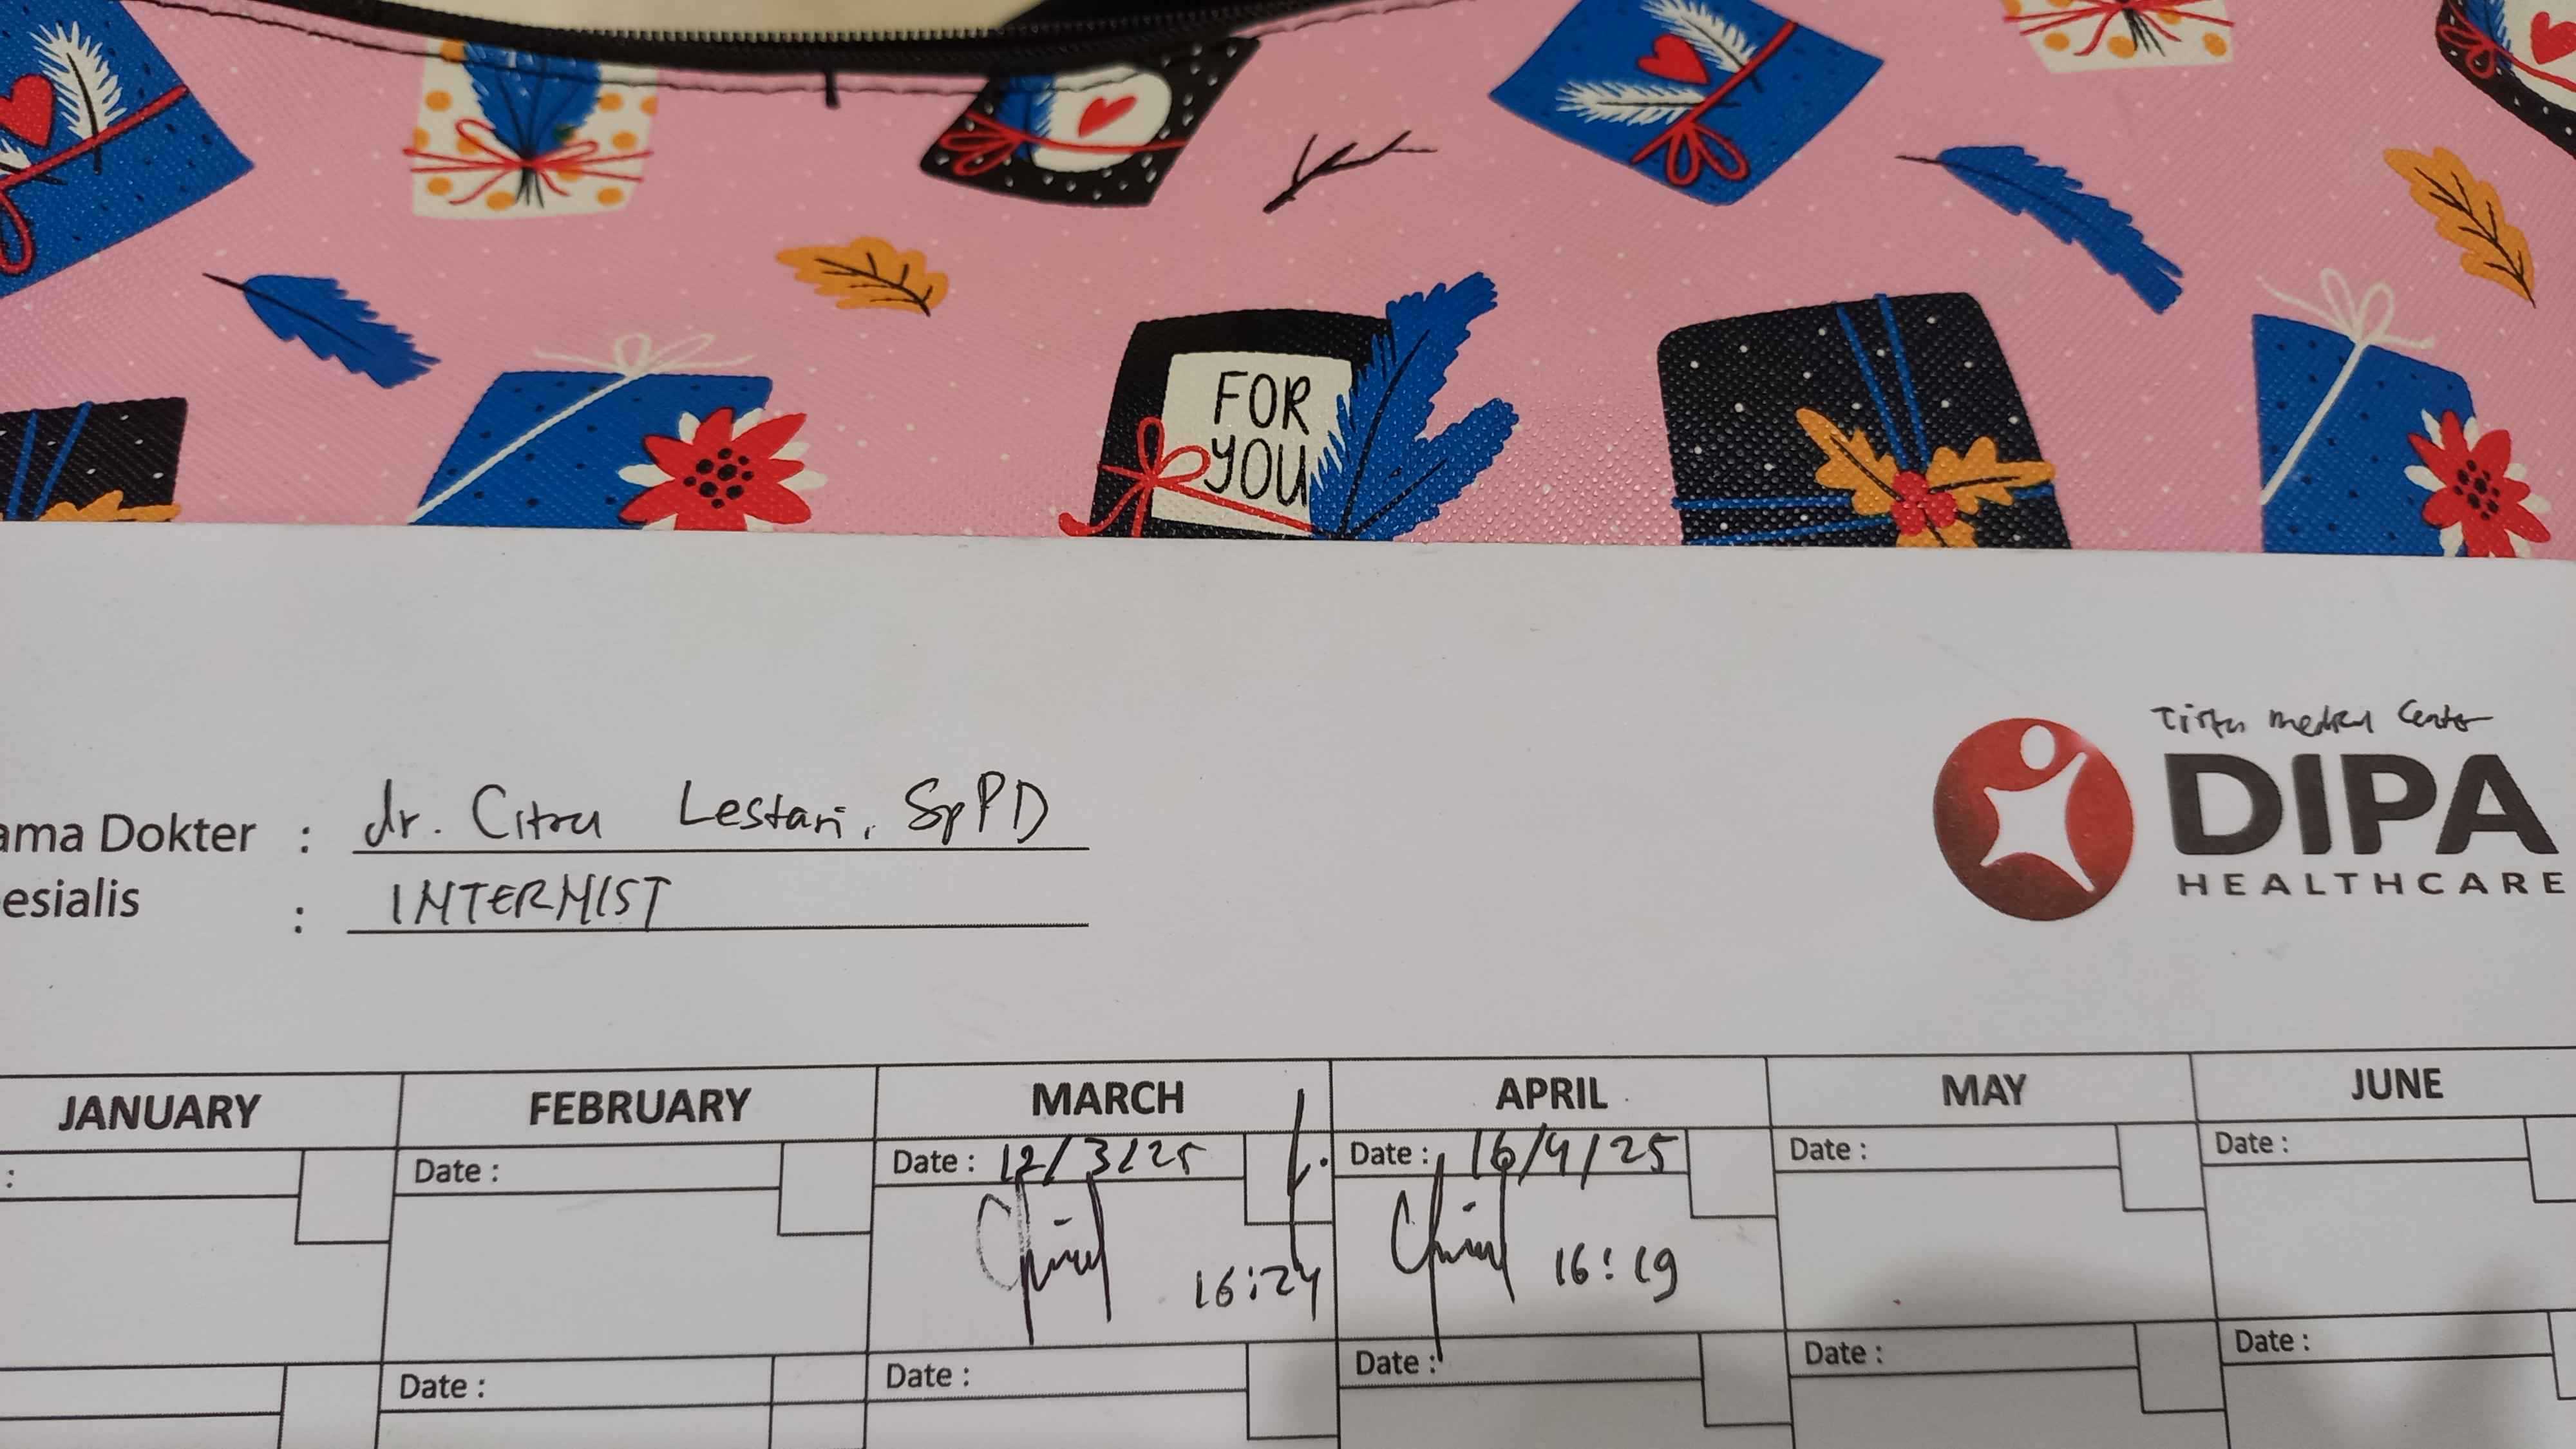 FOR
YOU
Medical Center
DIPA
HEALTHCARE
ama Dokter : dr. Citra Lestari, SpPD
esialis : INTERNIST
JANUARY FEBRUARY MARCH APRIL MAY JUNE
: Date : Date : 12/3/25 Date : 16/4/25 Date : Date :
16:24 16:19
Date : Date : Date : Date : Date :